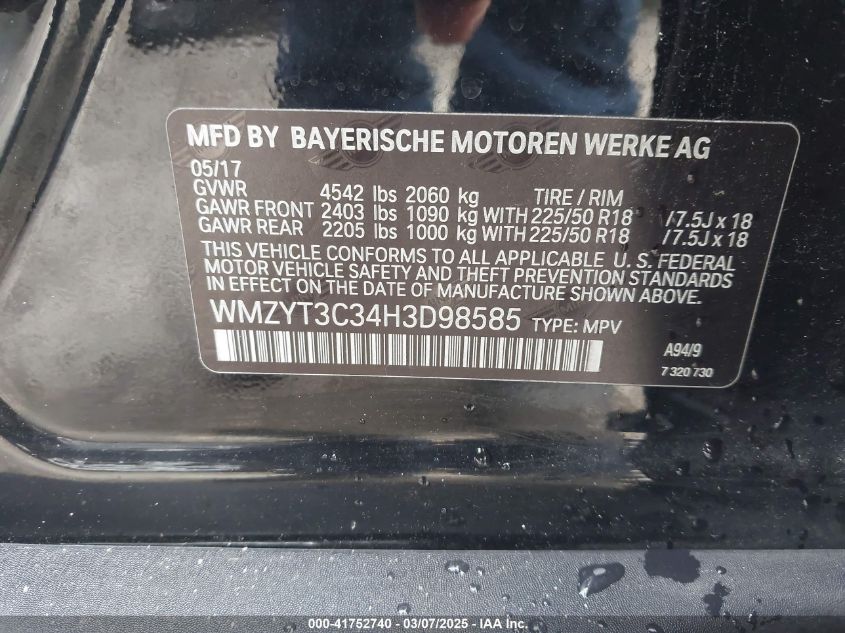 MFD BY BAYERISCHE MOTOREN WERKE AG
05/17
GVWR 4542 lbs 2060 kg TIRE / RIM
GAWR FRONT 2403 lbs 1090 kg WITH 225/50 R18 / 7.5J x 18
GAWR REAR 2205 lbs 1000 kg WITH 225/50 R18 / 7.5J x 18
THIS VEHICLE CONFORMS TO ALL APPLICABLE U. S. FEDERAL
MOTOR VEHICLE SAFETY AND THEFT PREVENTION STANDARDS
IN EFFECT ON THE DATE OF MANUFACTURE SHOWN ABOVE.
WMZYT3C34H3D98585 TYPE: MPV
A94/9
7 320 730
000-41752740 - 03/07/2025 - IAA Inc.